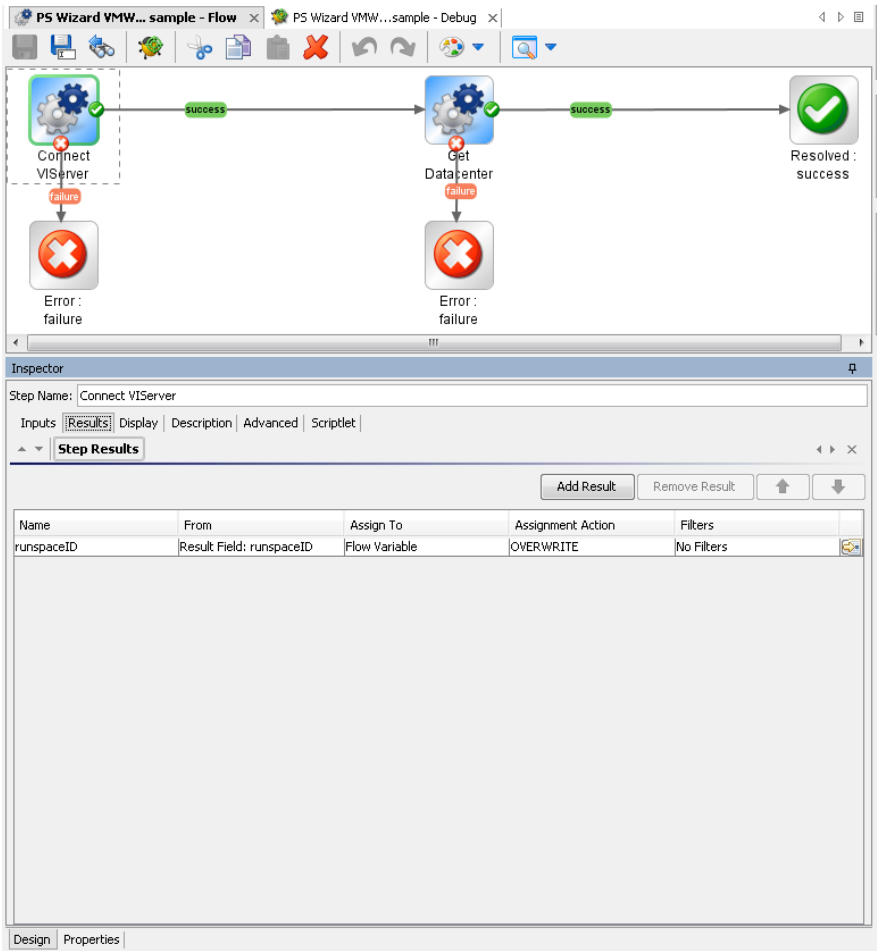 PS Wizard VMW... sample - Flow
PS Wizard VMW...sample - Debug
success
success
Connect
VIServer
Get
Datacenter
Resolved :
success
failure
failure
Error :
failure
Error :
failure
Inspector
Step Name: Connect VIServer
Inputs Results Display Description Advanced Scriptlet
Step Results
Add Result Remove Result
Name From Assign To Assignment Action Filters
runspaceID Result Field: runspaceID Flow Variable OVERWRITE No Filters
Design Properties